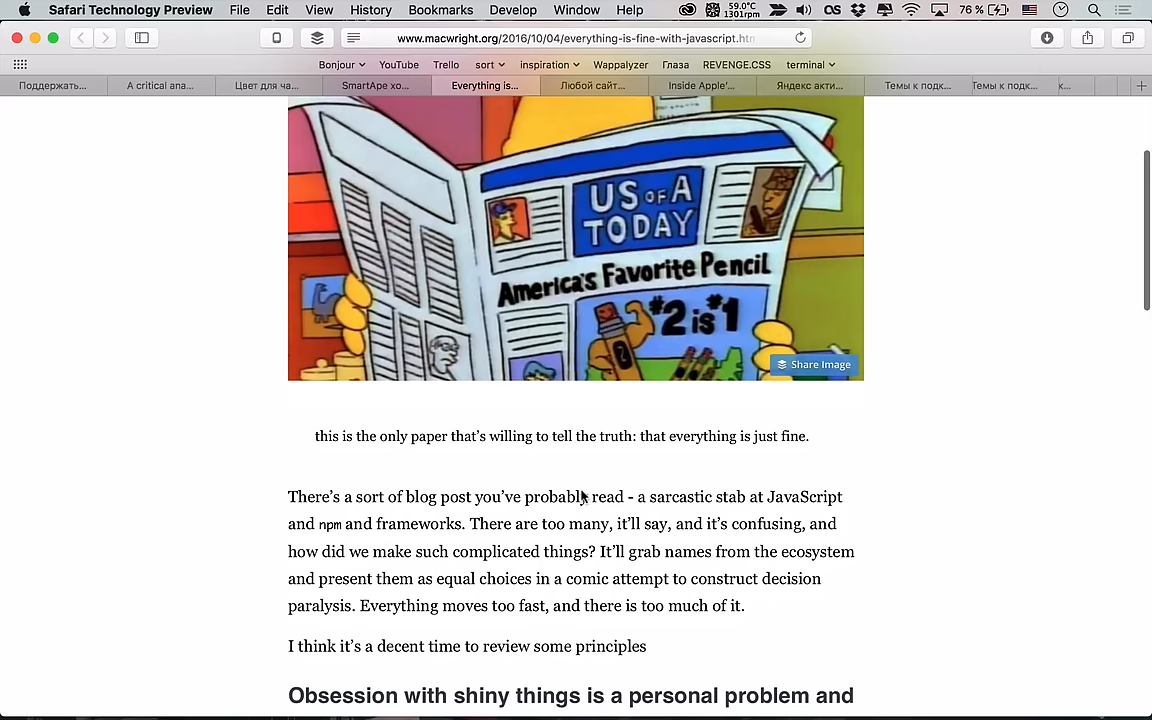 Safari Technology Preview File Edit View History Bookmarks Develop Window Help 59.0°C 1301rpm 76 %
www.macwright.org/2016/10/04/everything-is-fine-with-javascript.htm
Bonjour YouTube Trello sort inspiration Wappalyzer Глаза REVENGE.CSS terminal
Поддержать... A critical ana... Цвет для ча... SmartApe хо... Everything is... Любой сайт... Inside Apple'... Яндекс акти... Темы к подк... Темы к подк... к...
US OF A
TODAY
America's Favorite Pencil
#2 is #1
Share Image
this is the only paper that's willing to tell the truth: that everything is just fine.
There's a sort of blog post you've probably read - a sarcastic stab at JavaScript
and npm and frameworks. There are too many, it'll say, and it's confusing, and
how did we make such complicated things? It'll grab names from the ecosystem
and present them as equal choices in a comic attempt to construct decision
paralysis. Everything moves too fast, and there is too much of it.
I think it's a decent time to review some principles
Obsession with shiny things is a personal problem and